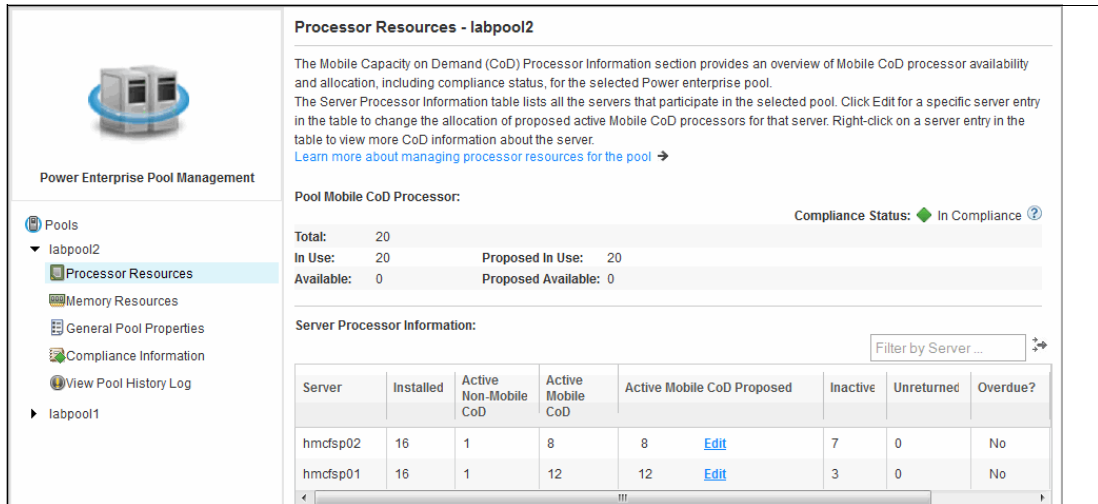 Power Enterprise Pool Management
Pools
labpool2
Processor Resources
Memory Resources
General Pool Properties
Compliance Information
View Pool History Log
labpool1
Processor Resources - labpool2
The Mobile Capacity on Demand (CoD) Processor Information section provides an overview of Mobile CoD processor availability
and allocation, including compliance status, for the selected Power enterprise pool.
The Server Processor Information table lists all the servers that participate in the selected pool. Click Edit for a specific server entry
in the table to change the allocation of proposed active Mobile CoD processors for that server. Right-click on a server entry in the
table to view more CoD information about the server.
Learn more about managing processor resources for the pool
Pool Mobile CoD Processor:
Compliance Status: In Compliance ?
Total: 20
In Use: 20 Proposed In Use: 20
Available: 0 Proposed Available: 0
Server Processor Information:
Filter by Server ...
Server Installed Active Non-Mobile CoD Active Mobile CoD Active Mobile CoD Proposed Inactive Unreturned Overdue?
hmcfsp02 16 1 8 8 Edit 7 0 No
hmcfsp01 16 1 12 12 Edit 3 0 No